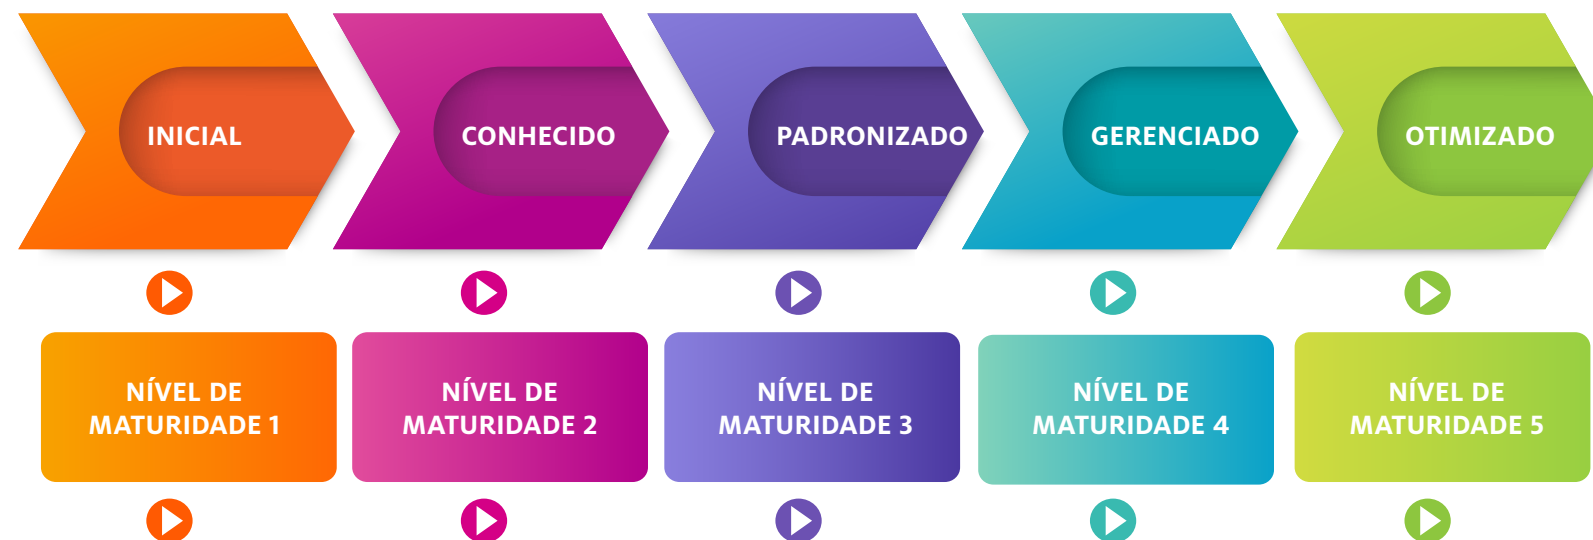 INICIAL
CONHECIDO
PADRONIZADO
GERENCIADO
OTIMIZADO
NÍVEL DE
MATURIDADE 1
NÍVEL DE
MATURIDADE 2
NÍVEL DE
MATURIDADE 3
NÍVEL DE
MATURIDADE 4
NÍVEL DE
MATURIDADE 5